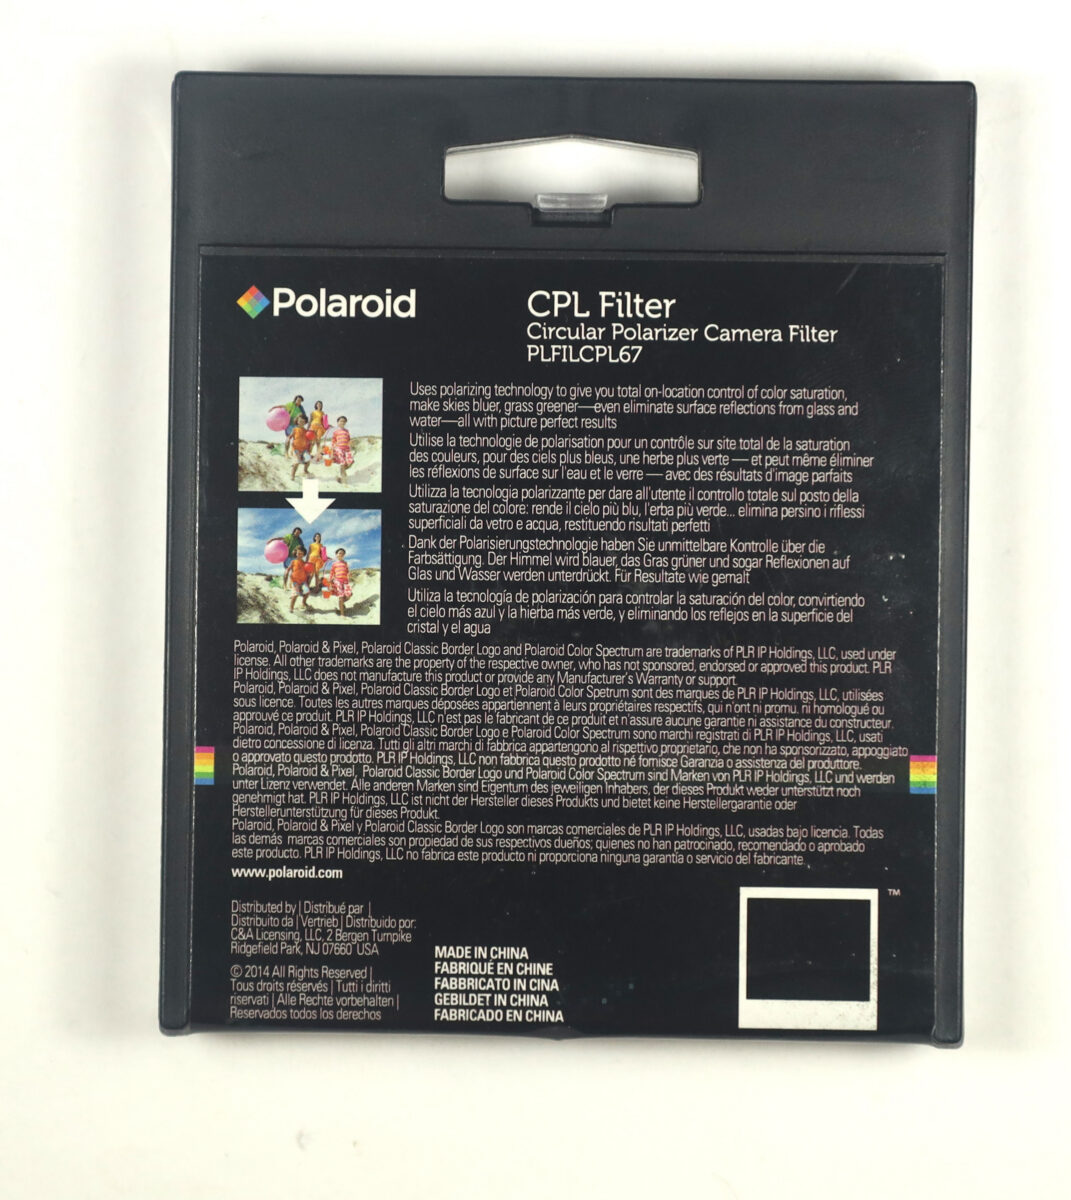 Polaroid
CPL Filter
Circular Polarizer Camera Filter
PLFILCPL67
Uses polarizing technology to give you total on-location control of color saturation,
make skies bluer, grass greener—even eliminate surface reflections from glass and
water—all with picture perfect results
Utilise la technologie de polarisation pour un contrôle sur site total de la saturation
des couleurs, pour des ciels plus bleus, une herbe plus verte — et peut même éliminer
les réflexions de surface sur l'eau et le verre — avec des résultats d'image parfaits
Utilizza la tecnologia polarizzante per dare all'utente il controllo totale sul posto della
saturazione del colore: rende il cielo più blu, l'erba più verde... elimina persino i riflessi
superficiali da vetro e acqua, restituendo risultati perfetti
Dank der Polarisierungstechnologie haben Sie unmittelbare Kontrolle über die
Farbsättigung. Der Himmel wird blauer, das Gras grüner und sogar Reflexionen auf
Glas und Wasser werden unterdrückt. Für Resultate wie gemalt
Utiliza la tecnología de polarización para controlar la saturación del color, convirtiendo
el cielo más azul y la hierba más verde, y eliminando los reflejos en la superficie del
cristal y el agua
Polaroid, Polaroid & Pixel, Polaroid Classic Border Logo and Polaroid Color Spectrum are trademarks of PLR IP Holdings, LLC, used under
license. All other trademarks are the property of the respective owner, who has not sponsored, endorsed or approved this product. PLR
IP Holdings, LLC does not manufacture this product or provide any Manufacturer's Warranty or support.
Polaroid, Polaroid & Pixel, Polaroid Classic Border Logo et Polaroid Color Spetrum sont des marques de PLR IP Holdings, LLC, utilisées
sous licence. Toutes les autres marques déposées appartiennent à leurs propriétaires respectifs, qui n'ont ni promu. ni homologué ou
approuvé ce produit. PLR IP Holdings, LLC n'est pas le fabricant de ce produit et n'assure aucune garantie ni assistance du constructeur.
Polaroid, Polaroid & Pixel, Polaroid Classic Border Logo e Polaroid Color Spectrum sono marchi registrati di PLR IP Holdings, LLC, usati
dietro concessione di licenza. Tutti gli altri marchi di fabbrica appartengono al rispettivo proprietario, che non ha sponsorizzato, appoggiato
o approvato questo prodotto. PLR IP Holdings, LLC non fabbrica questo prodotto né fornisce Garanzia o assistenza del produttore.
Polaroid, Polaroid & Pixel, Polaroid Classic Border Logo und Polaroid Color Spectrum sind Marken von PLR IP Holdings, LLC und werden
unter Lizenz verwendet. Alle anderen Marken sind Eigentum des jeweiligen Inhabers, der dieses Produkt weder unterstützt noch
genehmigt hat. PLR IP Holdings, LLC ist nicht der Hersteller dieses Produkts und bietet keine Herstellergarantie oder
Herstellerunterstützung für dieses Produkt.
Polaroid, Polaroid & Pixel y Polaroid Classic Border Logo son marcas comerciales de PLR IP Holdings, LLC, usadas bajo licencia. Todas
las demás marcas comerciales son propiedad de sus respectivos dueños; quienes no han patrocinado, recomendado o aprobado
este producto. PLR IP Holdings, LLC no fabrica este producto ni proporciona ninguna garantía o servicio del fabricante.
www.polaroid.com
Distributed by | Distribué par |
Distribuito da | Vertrieb | Distribuido por:
C&A Licensing, LLC, 2 Bergen Turnpike
Ridgefield Park, NJ 07660 USA
© 2014 All Rights Reserved |
Tous droits réservés | Tutti i diritti
riservati | Alle Rechte vorbehalten |
Reservados todos los derechos
MADE IN CHINA
FABRIQUÉ EN CHINE
FABBRICATO IN CINA
GEBILDET IN CHINA
FABRICADO EN CHINA
TM